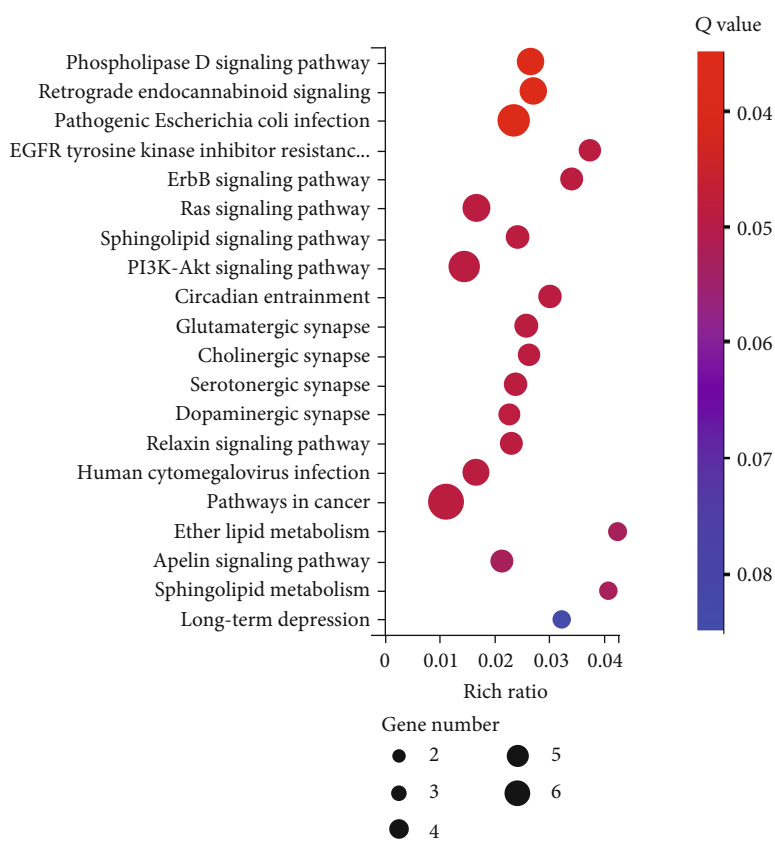 Q value
Phospholipase D signaling pathway
Retrograde endocannabinoid signaling
Pathogenic Escherichia coli infection
EGFR tyrosine kinase inhibitor resistanc...
ErbB signaling pathway
Ras signaling pathway
Sphingolipid signaling pathway
PI3K-Akt signaling pathway
Circadian entrainment
Glutamatergic synapse
Cholinergic synapse
Serotonergic synapse
Dopaminergic synapse
Relaxin signaling pathway
Human cytomegalovirus infection
Pathways in cancer
Ether lipid metabolism
Apelin signaling pathway
Sphingolipid metabolism
Long-term depression
0.04
0.05
0.06
0.07
0.08
0 0.01 0.02 0.03 0.04
Rich ratio
Gene number
2 5
3 6
4